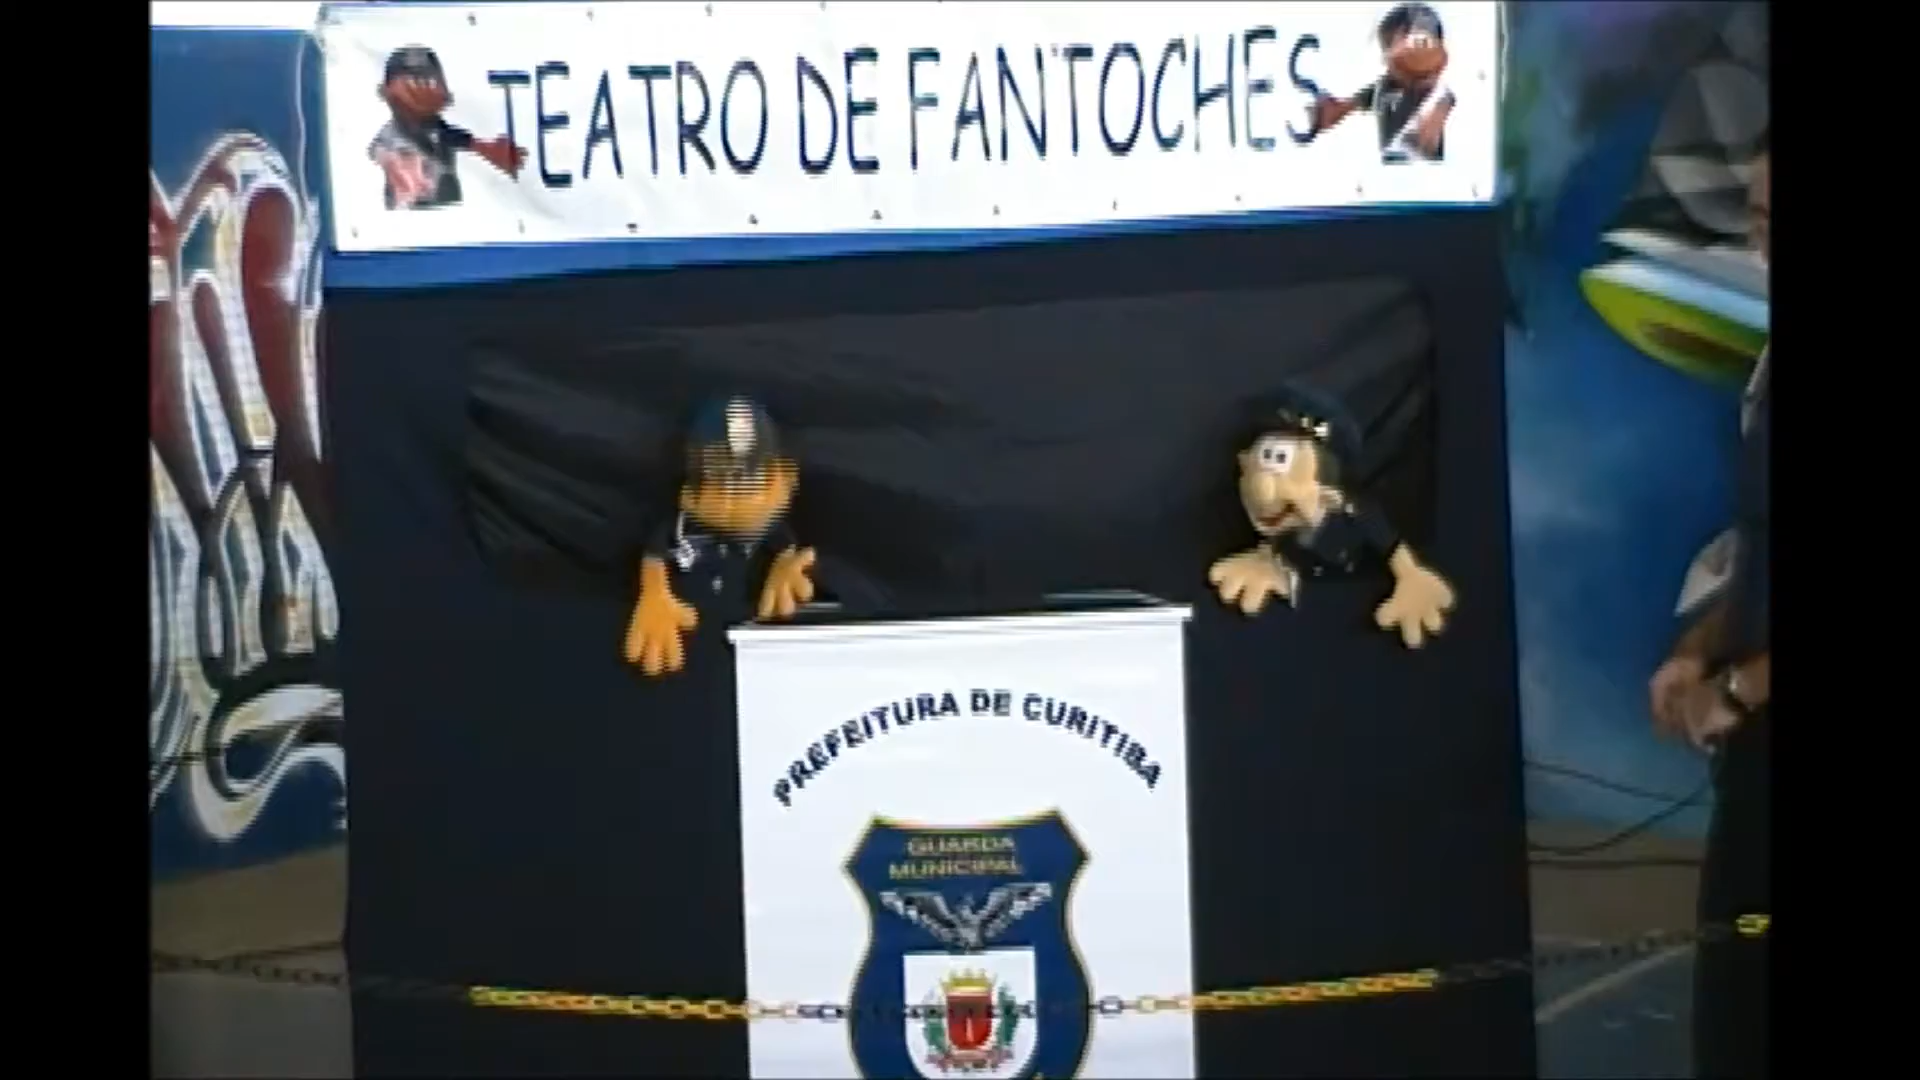 TEATRO DE FANTOCHES
PREFEITURA DE CURITIBA
GUARDA
MUNICIPAL